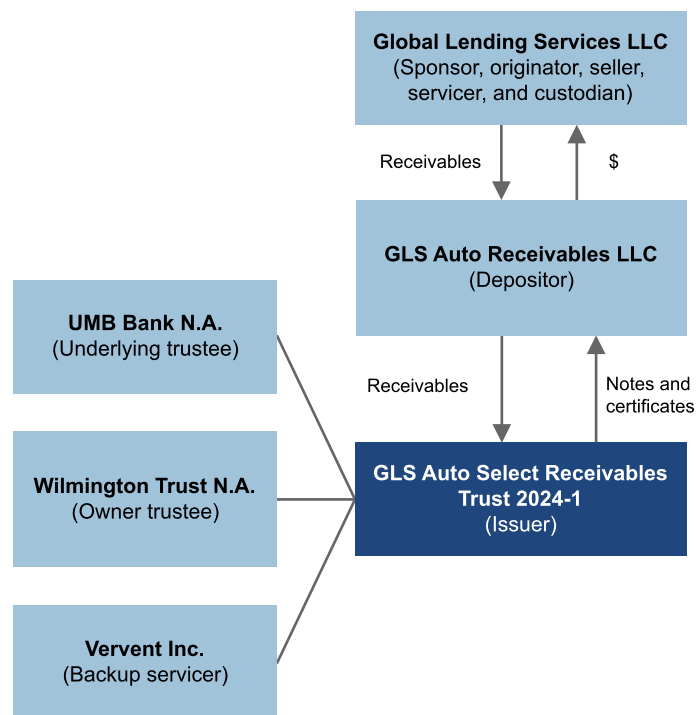 Global Lending Services LLC
(Sponsor, originator, seller,
servicer, and custodian)
Receivables
$
GLS Auto Receivables LLC
(Depositor)
UMB Bank N.A.
(Underlying trustee)
Receivables
Notes and
certificates
Wilmington Trust N.A.
(Owner trustee)
GLS Auto Select Receivables
Trust 2024-1
(Issuer)
Vervent Inc.
(Backup servicer)